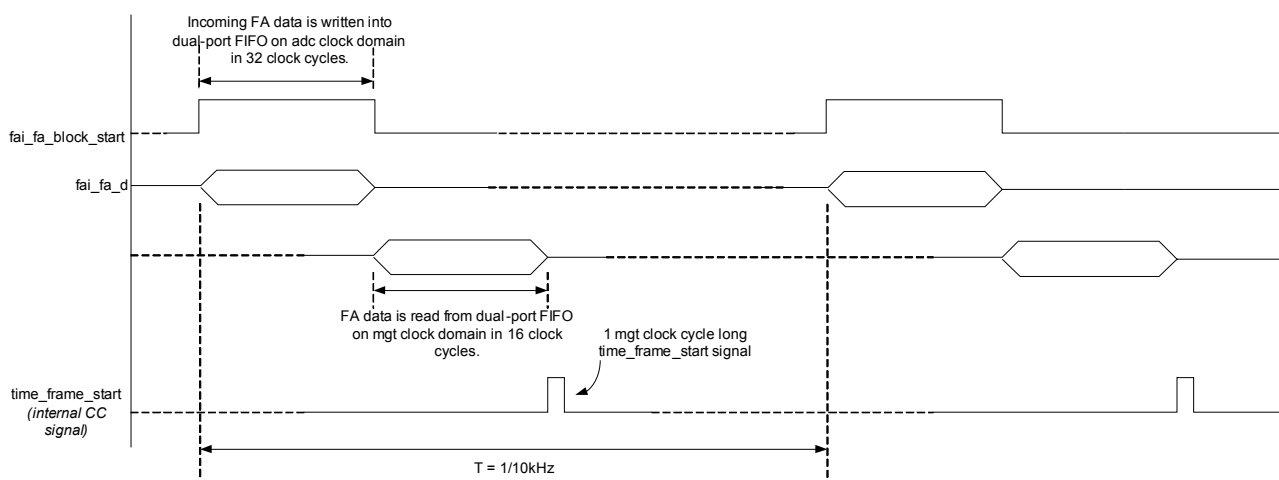 Incoming FA data is written into
dual-port FIFO on adc clock domain
in 32 clock cycles.
fai_fa_block_start
fai_fa_d
FA data is read from dual-port FIFO
on mgt clock domain in 16 clock
cycles.
1 mgt clock cycle long
time_frame_start signal
time_frame_start
(internal CC
signal)
T = 1/10kHz